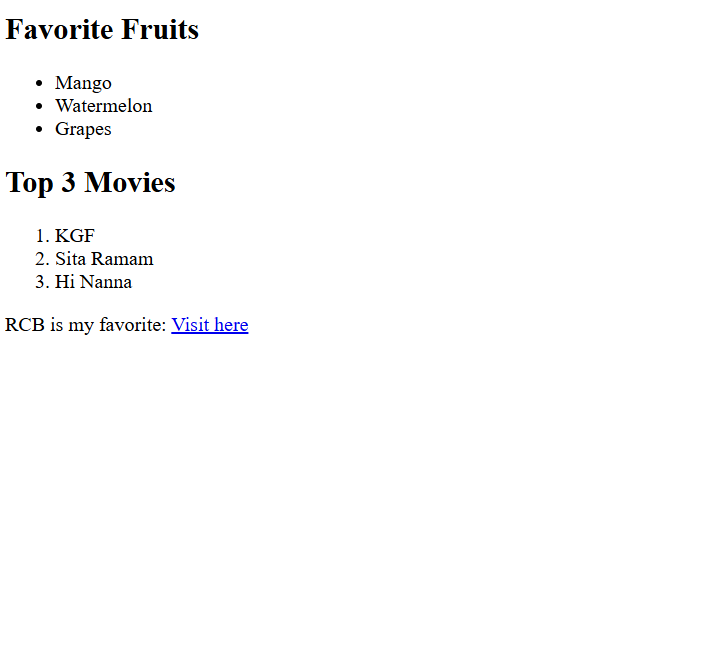 Favorite Fruits
• Mango
• Watermelon
• Grapes
Top 3 Movies
1. KGF
2. Sita Ramam
3. Hi Nanna
RCB is my favorite: Visit here